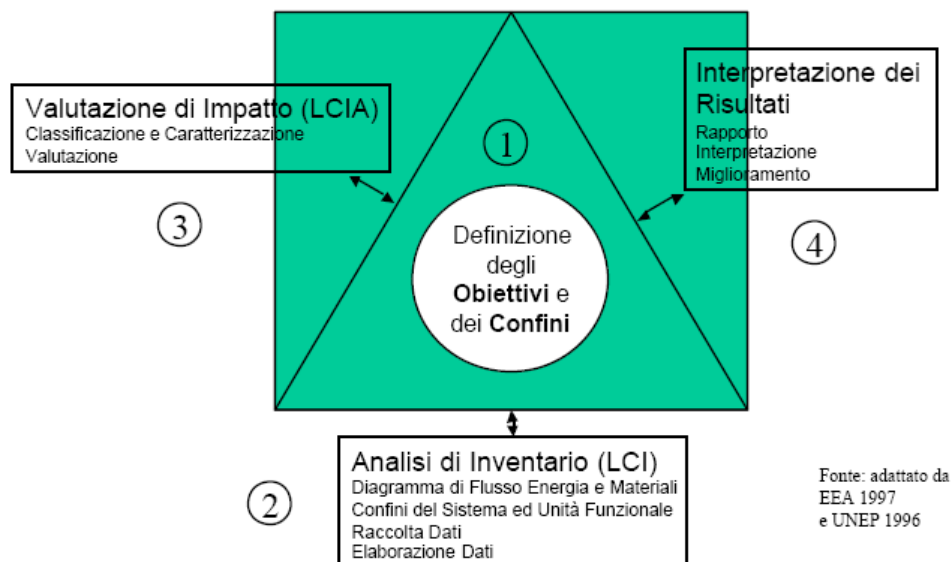 1
Definizione
degli
Obiettivi e
dei Confini
2
Analisi di Inventario (LCI)
Diagramma di Flusso Energia e Materiali
Confini del Sistema ed Unità Funzionale
Raccolta Dati
Elaborazione Dati
3
Valutazione di Impatto (LCIA)
Classificazione e Caratterizzazione
Valutazione
4
Interpretazione dei
Risultati
Rapporto
Interpretazione
Miglioramento
Fonte: adattato da
EEA 1997
e UNEP 1996